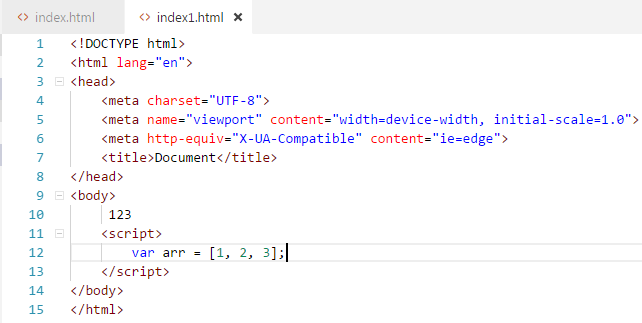 <> index.html <> index1.html ×
1 <!DOCTYPE html>
2 <html lang="en">
3 <head>
4     <meta charset="UTF-8">
5     <meta name="viewport" content="width=device-width, initial-scale=1.0">
6     <meta http-equiv="X-UA-Compatible" content="ie=edge">
7     <title>Document</title>
8 </head>
9 <body>
10      123
11     <script>
12         var arr = [1, 2, 3];
13     </script>
14 </body>
15 </html>